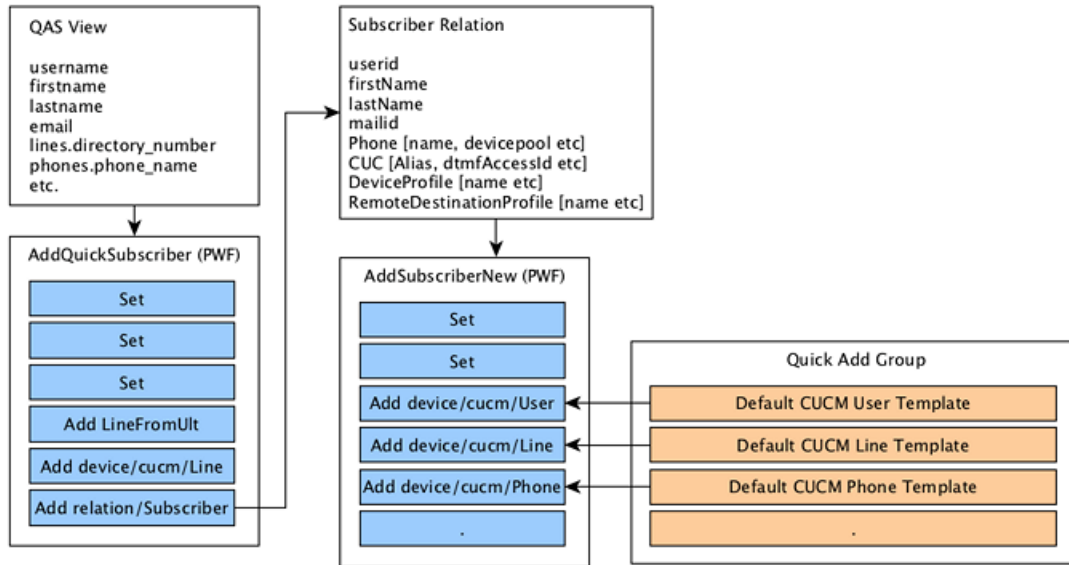 QAS View
username
firstname
lastname
email
lines.directory_number
phones.phone_name
etc.
Subscriber Relation
userid
firstName
lastName
mailid
Phone [name, devicepool etc]
CUC [Alias, dtmfAccessId etc]
DeviceProfile [name etc]
RemoteDestinationProfile [name etc]
AddQuickSubscriber (PWF)
Set
Set
Set
Add LineFromUlt
Add device/cucm/Line
Add relation/Subscriber
AddSubscriberNew (PWF)
Set
Set
Add device/cucm/User
Add device/cucm/Line
Add device/cucm/Phone
.
Quick Add Group
Default CUCM User Template
Default CUCM Line Template
Default CUCM Phone Template
.